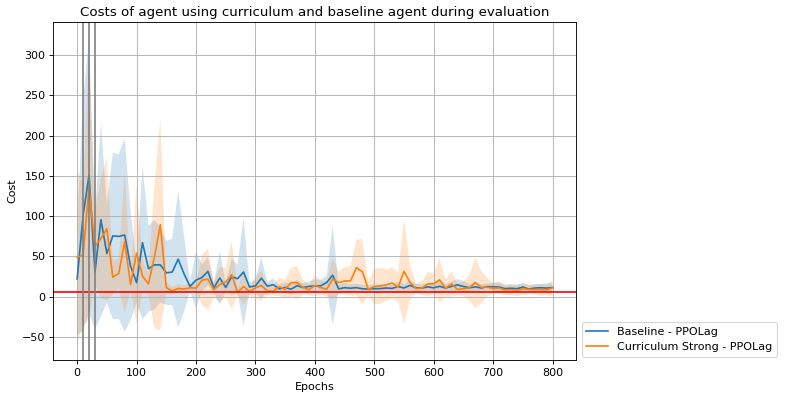 Costs of agent using curriculum and baseline agent during evaluation
300
250
200
150
100
50
0
−50
Cost
0 100 200 300 400 500 600 700 800
Epochs
Baseline - PPOLag
Curriculum Strong - PPOLag